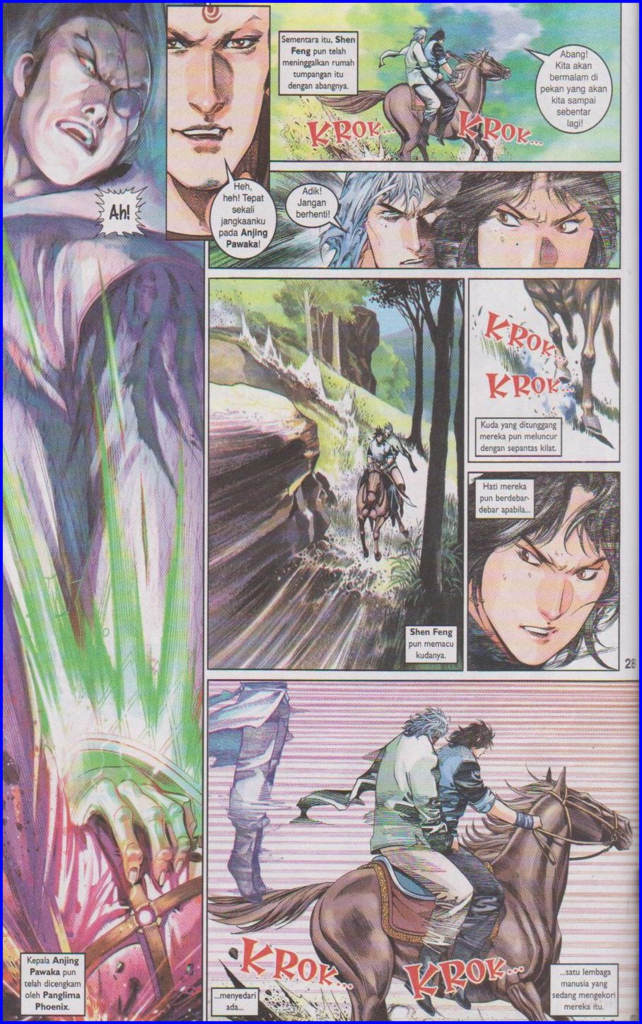 Ah!
Heh,
heh! Tepat
sekali
jangkaanku
pada Anjing
Pawaka!
Sementara itu, Shen
Feng pun telah
meninggalkan rumah
tumpangan itu
dengan abangnya.
Abang!
Kita akan
bermalam di
pekan yang akan
kita sampai
sebentar
lagi!
KROK...
KROK...
Adik!
Jangan
berhenti!
Shen Feng
pun memacu
kudanya.
KROK...
KROK...
Kuda yang ditunggang
mereka pun meluncur
dengan sepantas kilat.
Hati mereka
pun berdebar-
debar apabila...
28
Kepala Anjing
Pawaka pun
telah dicengkam
oleh Panglima
Phoenix.
KROK...
KROK...
...menyedari
ada...
...satu lembaga
manusia yang
sedang mengekori
mereka itu.